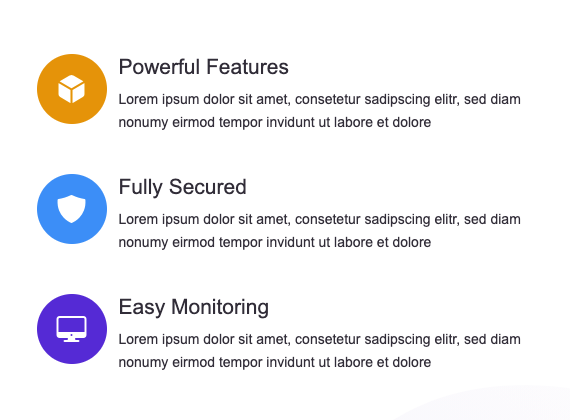 Powerful Features
Lorem ipsum dolor sit amet, consetetur sadipscing elitr, sed diam
nonumy eirmod tempor invidunt ut labore et dolore
Fully Secured
Lorem ipsum dolor sit amet, consetetur sadipscing elitr, sed diam
nonumy eirmod tempor invidunt ut labore et dolore
Easy Monitoring
Lorem ipsum dolor sit amet, consetetur sadipscing elitr, sed diam
nonumy eirmod tempor invidunt ut labore et dolore